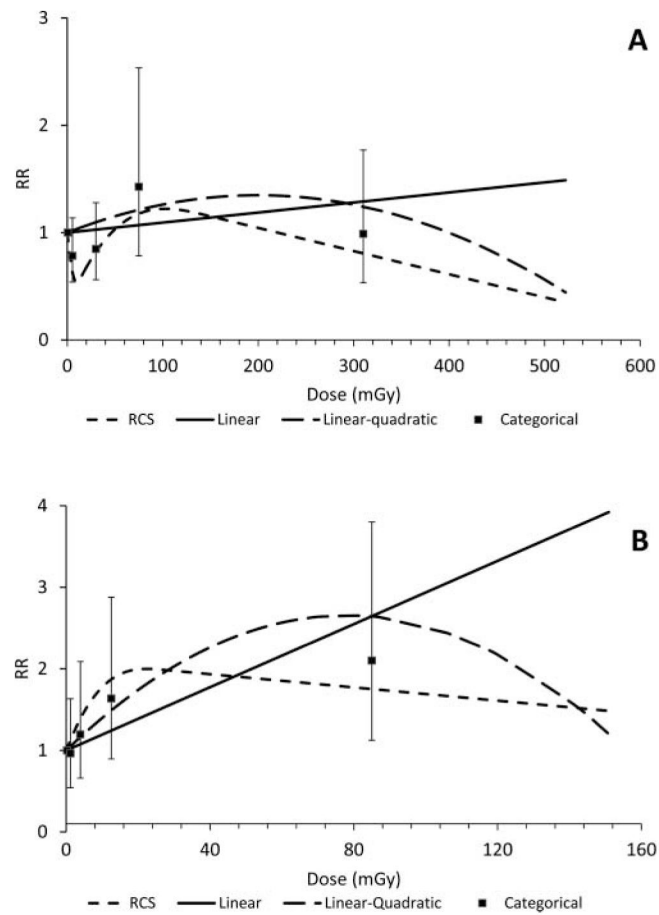 3
A
2
RR
1
0
0 100 200 300 400 500 600
Dose (mGy)
RCS Linear Linear-quadratic Categorical
4
B
3
RR
2
1
0
0 40 80 120 160
Dose (mGy)
RCS Linear Linear-Quadratic Categorical